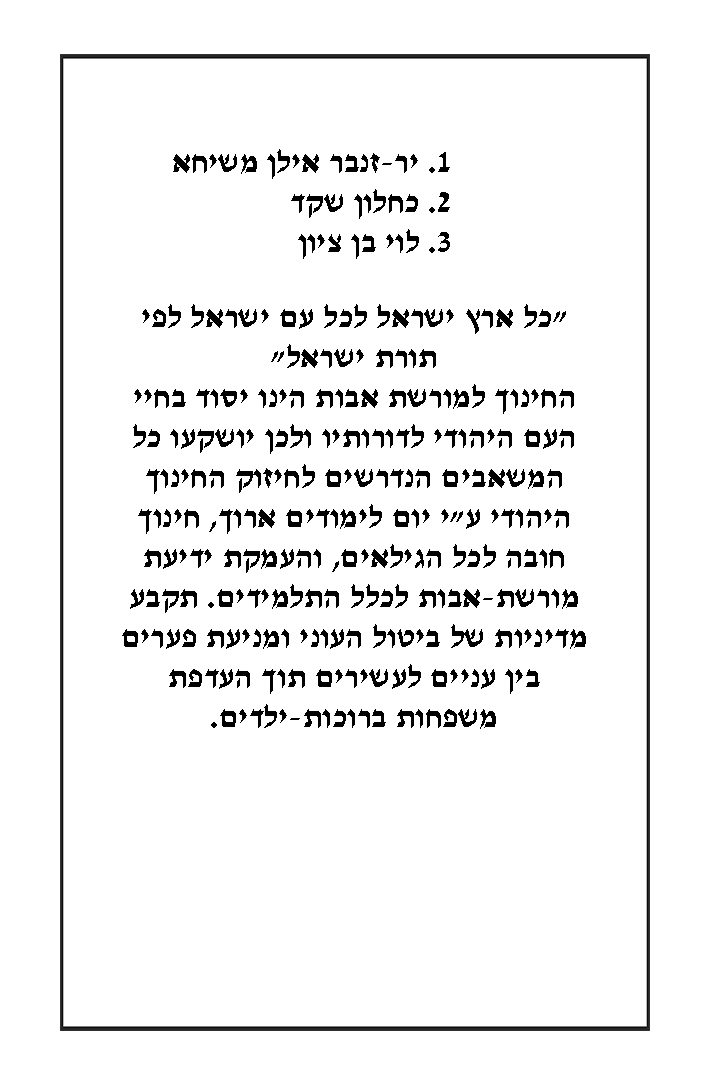 1. יר-זנבר אילן משיחא
2. כחלון שקד
3. לוי בן ציון
״כל ארץ ישראל לכל עם ישראל לפי
תורת ישראל״
החינוך למורשת אבות הינו יסוד בחיי
העם היהודי לדורותיו ולכן יושקעו כל
המשאבים הנדרשים לחיזוק החינוך
היהודי ע״י יום לימודים ארוך, חינוך
חובה לכל הגילאים, והעמקת ידיעת
מורשת-אבות לכלל התלמידים. תקבע
מדיניות של ביטול העוני ומניעת פערים
בין עניים לעשירים תוך העדפת
משפחות ברוכות-ילדים.